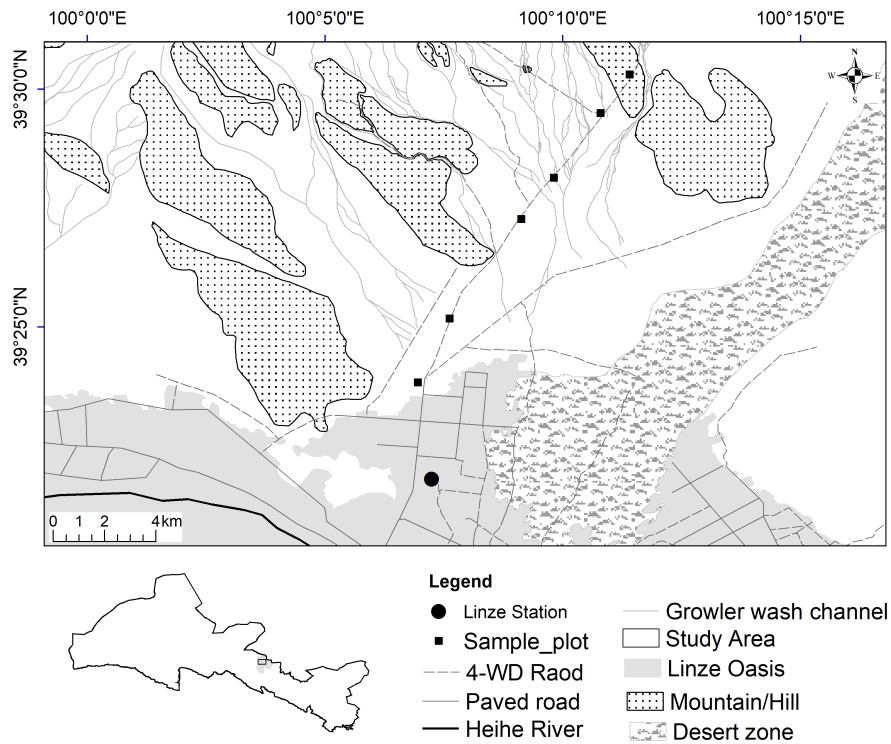 100°0'0"E 100°5'0"E 100°10'0"E 100°15'0"E
39°30'0"N
39°25'0"N
N
W E
S
0 1 2 4 km
Legend
Linze Station
Sample_plot
4-WD Raod
Paved road
Heihe River
Growler wash channel
Study Area
Linze Oasis
Mountain/Hill
Desert zone